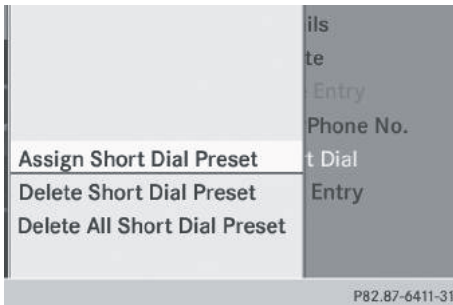 ils
te
Entry
Phone No.
Assign Short Dial Preset t Dial
Delete Short Dial Preset Entry
Delete All Short Dial Preset
P82.87-6411-31